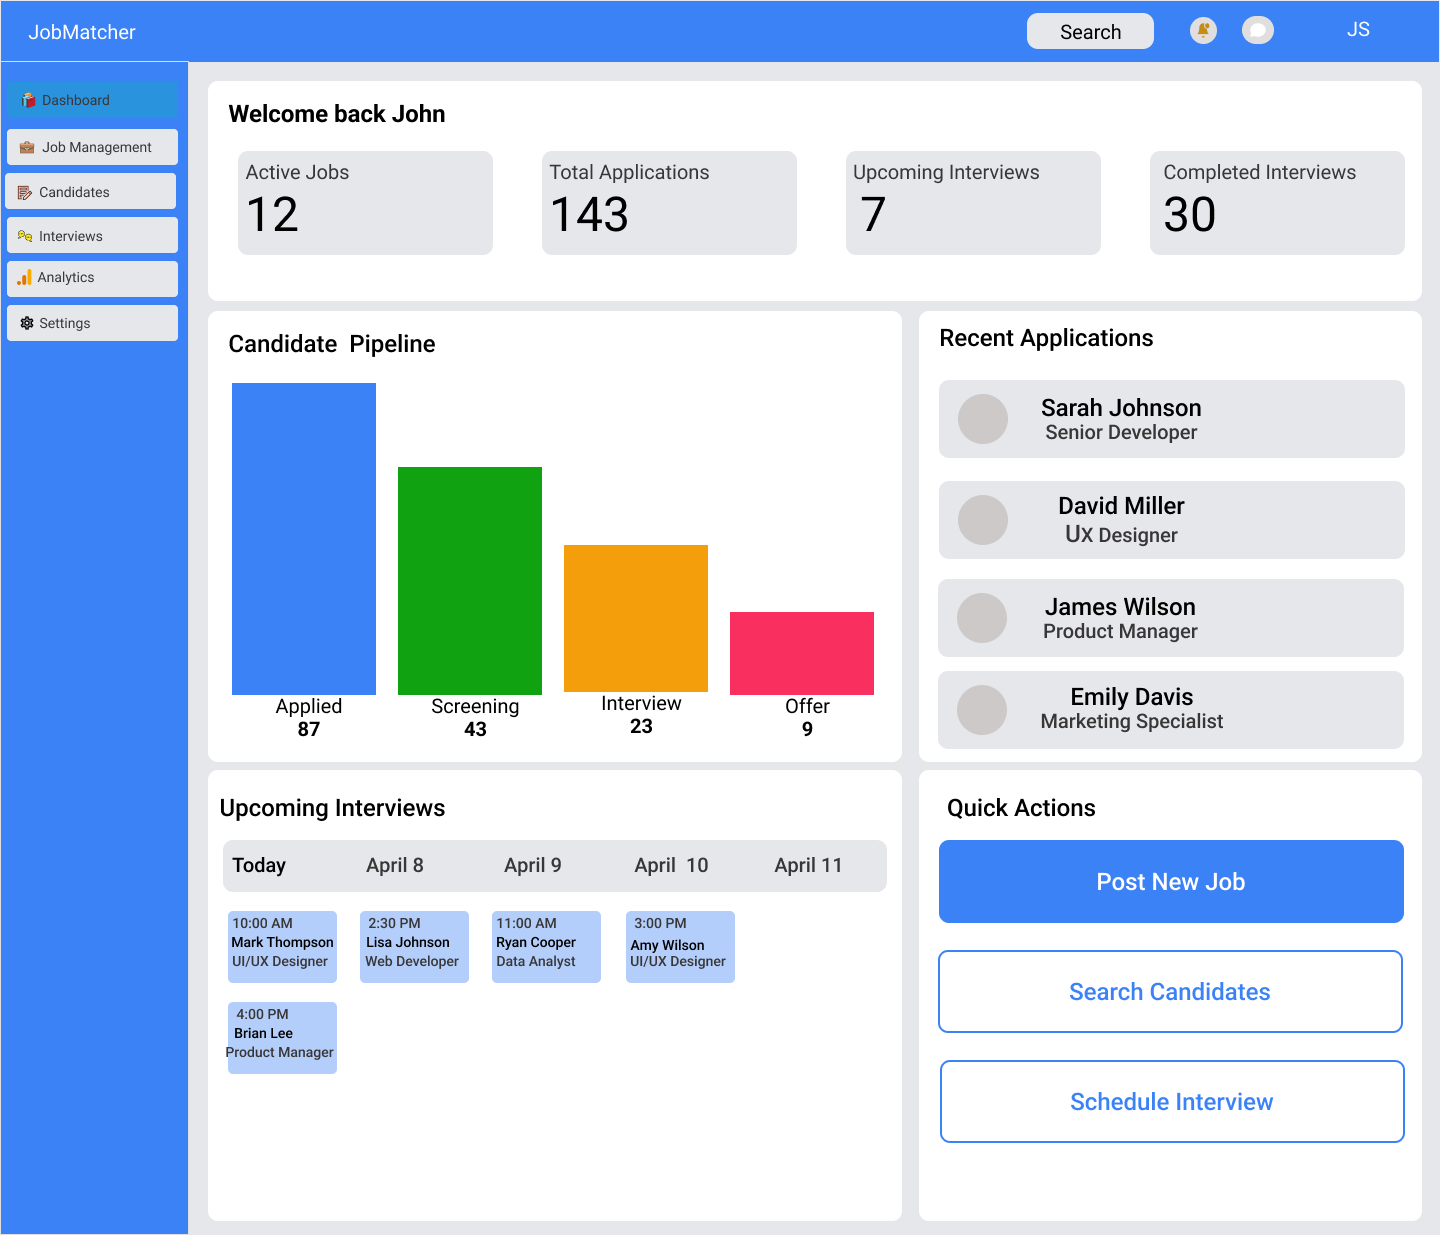 JobMatcher
Search
JS
Dashboard
Job Management
Candidates
Interviews
Analytics
Settings
Welcome back John
Active Jobs
12
Total Applications
143
Upcoming Interviews
7
Completed Interviews
30
Candidate  Pipeline
Applied
87
Screening
43
Interview
23
Offer
9
Recent Applications
Sarah Johnson
Senior Developer
David Miller
UX Designer
James Wilson
Product Manager
Emily Davis
Marketing Specialist
Upcoming Interviews
Today
April 8
April 9
April  10
April 11
10:00 AM
Mark Thompson
UI/UX Designer
2:30 PM
Lisa Johnson
Web Developer
11:00 AM
Ryan Cooper
Data Analyst
3:00 PM
Amy Wilson
UI/UX Designer
4:00 PM
Brian Lee
Product Manager
Quick Actions
Post New Job
Search Candidates
Schedule Interview